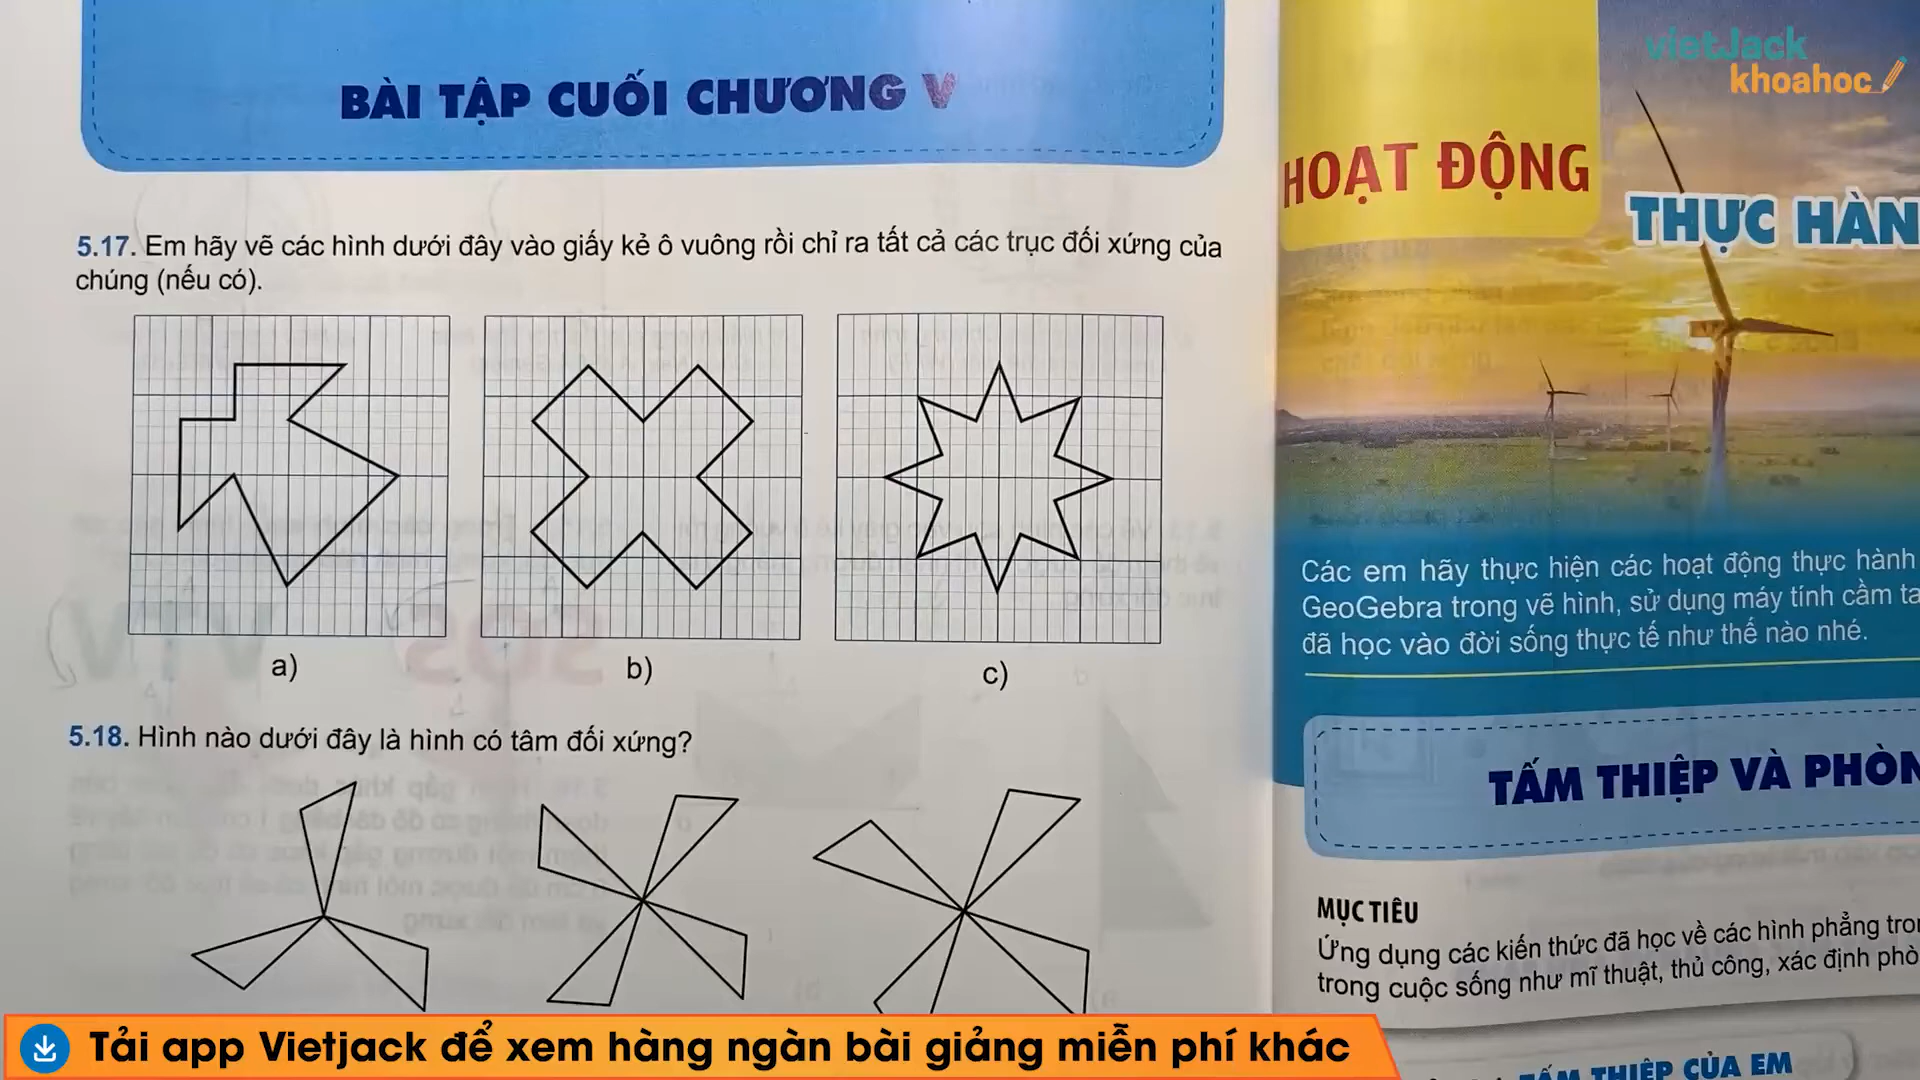 BÀI TẬP CUỐI CHƯƠNG V
5.17. Em hãy vẽ các hình dưới đây vào giấy kẻ ô vuông rồi chỉ ra tất cả các trục đối xứng của
chúng (nếu có).
a)
b)
c)
5.18. Hình nào dưới đây là hình có tâm đối xứng?
vietJack
khoahoc
HOẠT ĐỘNG
THỰC HÀN
Các em hãy thực hiện các hoạt động thực hành
GeoGebra trong vẽ hình, sử dụng máy tính cầm ta
đã học vào đời sống thực tế như thế nào nhé.
TẤM THIỆP VÀ PHÒN
MỤC TIÊU
Ứng dụng các kiến thức đã học về các hình phẳng tron
trong cuộc sống như mĩ thuật, thủ công, xác định phò
TẤM THIỆP CỦA EM
Tải app Vietjack để xem hàng ngàn bài giảng miễn phí khác